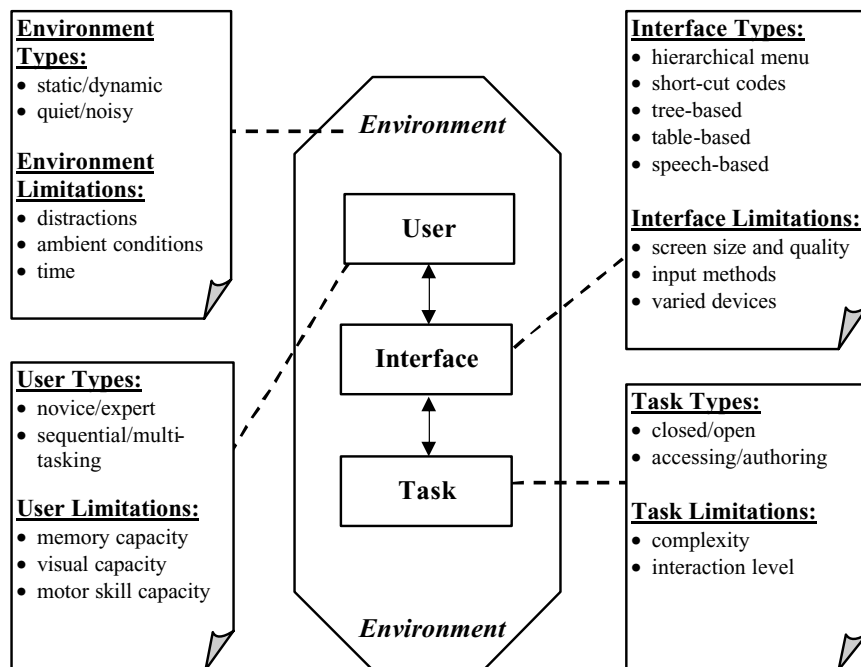 Environment
Types:
• static/dynamic
• quiet/noisy
Environment
Limitations:
• distractions
• ambient conditions
• time
User Types:
• novice/expert
• sequential/multi-
tasking
User Limitations:
• memory capacity
• visual capacity
• motor skill capacity
Environment
User
Interface
Task
Environment
Interface Types:
• hierarchical menu
• short-cut codes
• tree-based
• table-based
• speech-based
Interface Limitations:
• screen size and quality
• input methods
• varied devices
Task Types:
• closed/open
• accessing/authoring
Task Limitations:
• complexity
• interaction level